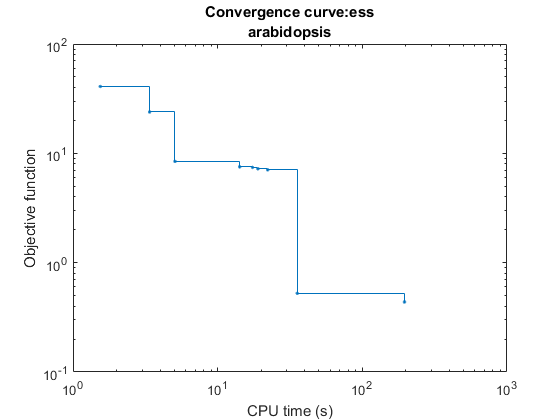 Convergence curve:ess
arabidopsis
10^2
10^1
10^0
10^-1
Objective function
10^0 10^1 10^2 10^3
CPU time (s)